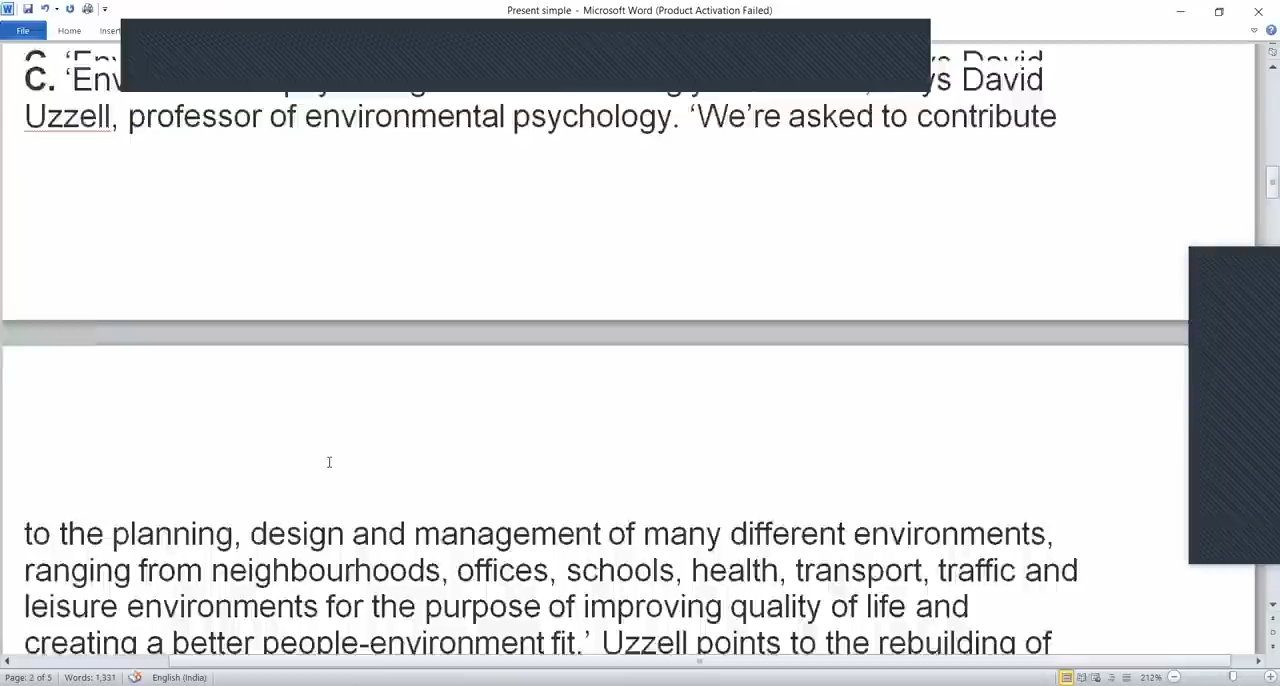 Present simple - Microsoft Word (Product Activation Failed)
File Home Insert
C. ‘Env ys David
Uzzell, professor of environmental psychology. ‘We’re asked to contribute
to the planning, design and management of many different environments,
ranging from neighbourhoods, offices, schools, health, transport, traffic and
leisure environments for the purpose of improving quality of life and
creating a better people-environment fit.’ Uzzell points to the rebuilding of
Page: 2 of 5 Words: 1,331 English (India) 212%